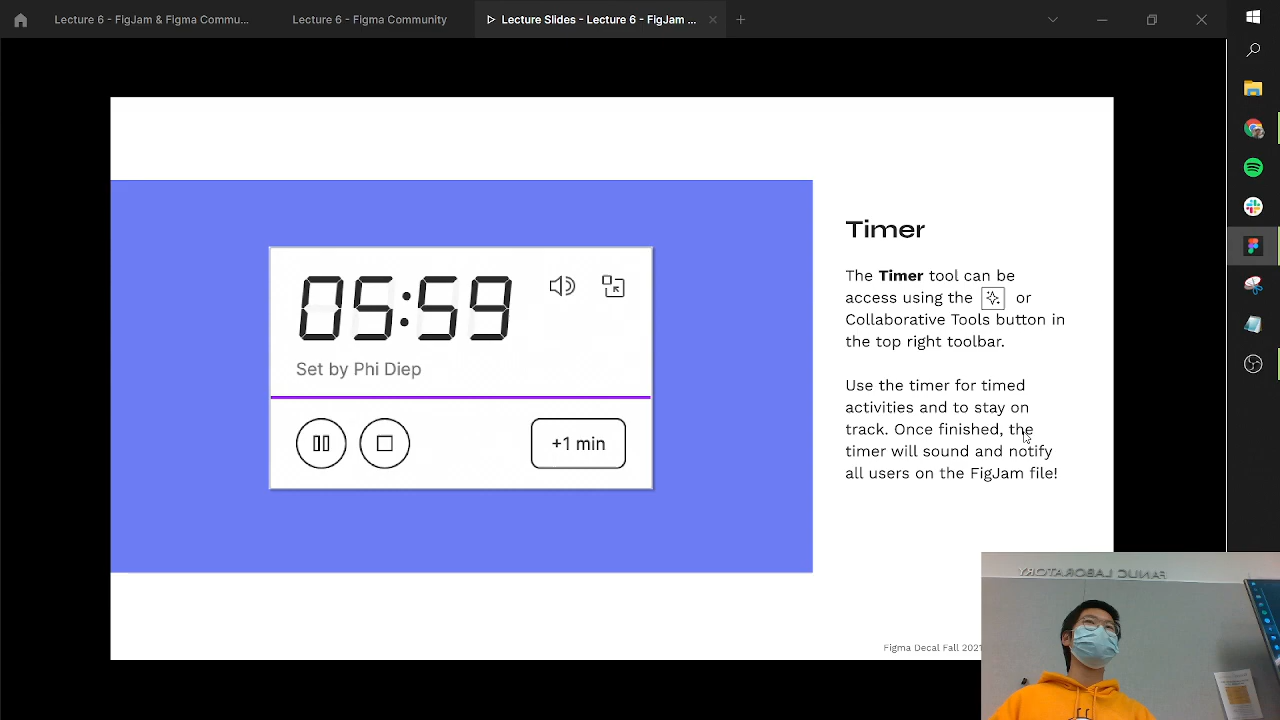 Lecture 6 - FigJam & Figma Commu...
Lecture 6 - Figma Community
Lecture Slides - Lecture 6 - FigJam ...
05:59
Set by Phi Diep
+1 min
Timer
The Timer tool can be
access using the or
Collaborative Tools button in
the top right toolbar.
Use the timer for timed
activities and to stay on
track. Once finished, the
timer will sound and notify
all users on the FigJam file!
Figma Decal Fall 2021
FANUC LABORATORY